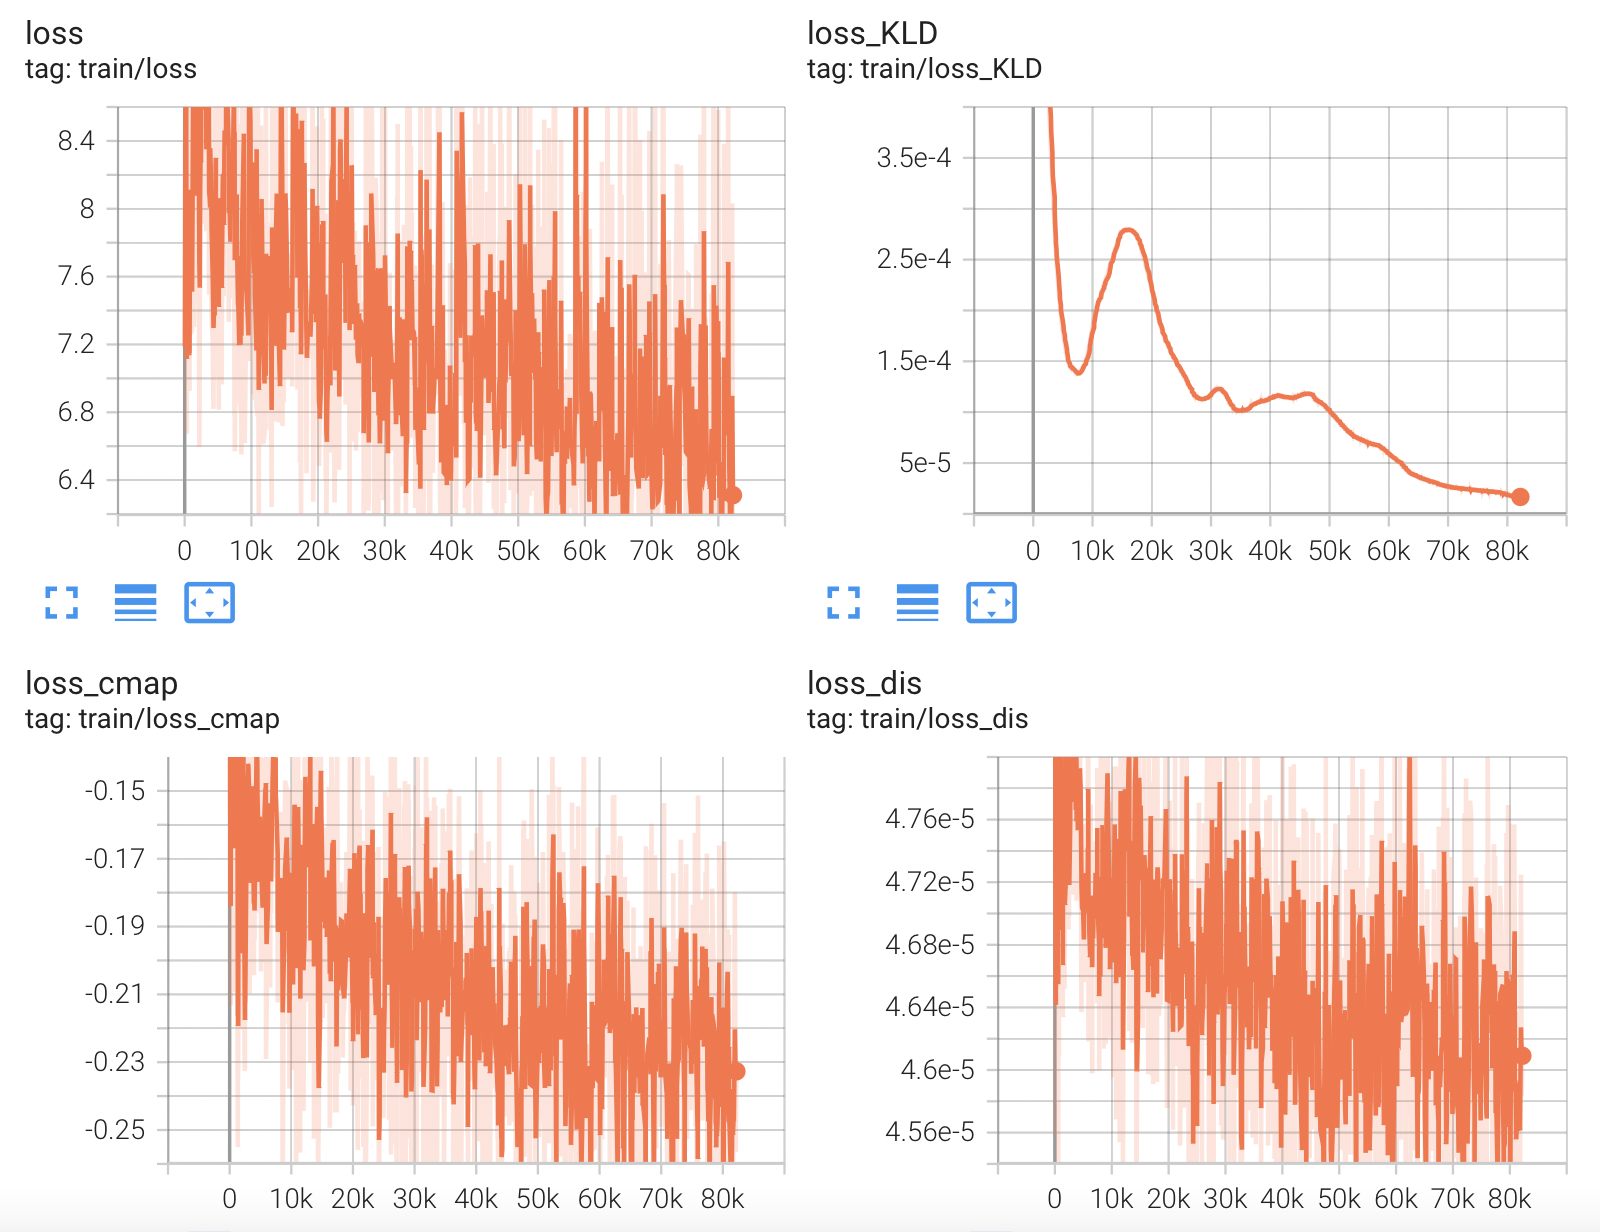 loss
tag: train/loss
8.4
8
7.6
7.2
6.8
6.4
0 10k 20k 30k 40k 50k 60k 70k 80k
loss_KLD
tag: train/loss_KLD
3.5e-4
2.5e-4
1.5e-4
5e-5
0 10k 20k 30k 40k 50k 60k 70k 80k
loss_cmap
tag: train/loss_cmap
-0.15
-0.17
-0.19
-0.21
-0.23
-0.25
0 10k 20k 30k 40k 50k 60k 70k 80k
loss_dis
tag: train/loss_dis
4.76e-5
4.72e-5
4.68e-5
4.64e-5
4.6e-5
4.56e-5
0 10k 20k 30k 40k 50k 60k 70k 80k